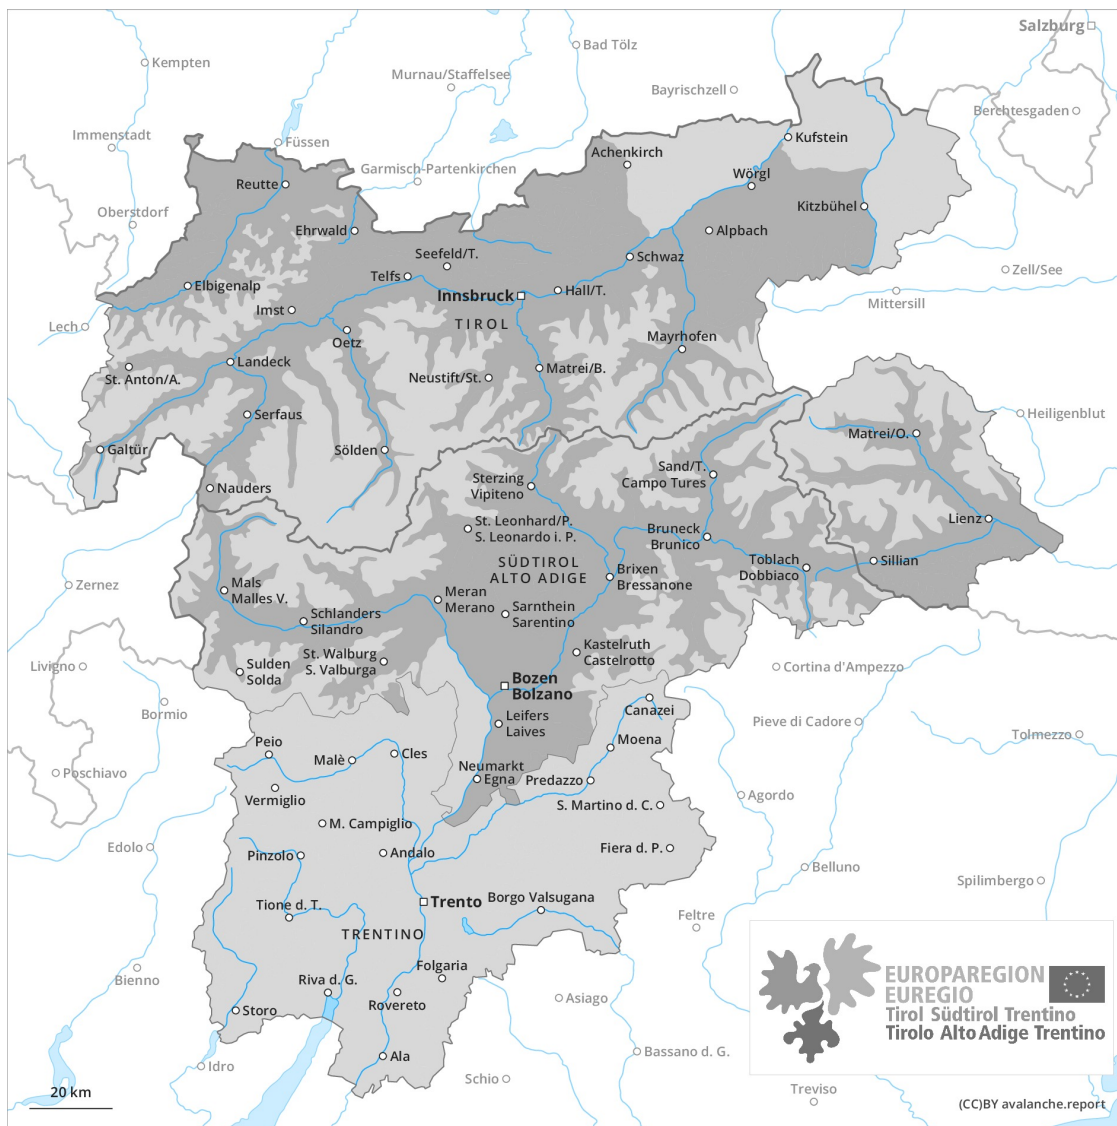 Salzburg
Bad Tölz
Kempten
Murnau/Staffelsee
Bayrischzell
Berchtesgaden
Immenstadt
Füssen
Kufstein
Achenkirch
Garmisch-Partenkirchen
Wörgl
Reutte
Kitzbühel
Oberstdorf
Ehrwald
Alpbach
Seefeld/T.
Schwaz
Telfs
Zell/See
Elbigenalp
Innsbruck
Hall/T.
Mittersill
Imst
TIROL
Lech
Oetz
Mayrhofen
Landeck
Matrei/B.
St. Anton/A.
Neustift/St.
Serfaus
Heiligenblut
Matrei/O.
Galtür
Sölden
Sand/T.
Campo Tures
Sterzing
Vipiteno
Nauders
Lienz
St. Leonhard/P.
S. Leonardo i. P.
Bruneck
Brunico
SÜDTIROL
ALTO ADIGE
Toblach
Dobbiaco
Sillian
Brixen
Bressanone
Zernez
Mals
Malles V.
Meran
Merano
Schlanders
Silandro
Sarnthein
Sarentino
Kastelruth
Castelrotto
St. Walburg
S. Valburga
Livigno
Sulden
Solda
Cortina d'Ampezzo
Bozen
Bolzano
Bormio
Canazei
Leifers
Laives
Pieve di Cadore
Tolmezzo
Peio
Malè
Cles
Moena
Poschiavo
Neumarkt
Egna
Predazzo
Vermiglio
S. Martino d. C.
Agordo
M. Campiglio
Edolo
Pinzolo
Andalo
Fiera d. P.
Belluno
Spilimbergo
Tione d. T.
Trento
Borgo Valsugana
Feltre
TRENTINO
Bienno
Folgaria
Riva d. G.
Rovereto
Asiago
Storo
EUROPAREGION
EUREGIO
Tirol Südtirol Trentino
Tirolo Alto Adige Trentino
Ala
Idro
Bassano d. G.
Schio
20 km
Treviso
(CC)BY avalanche.report